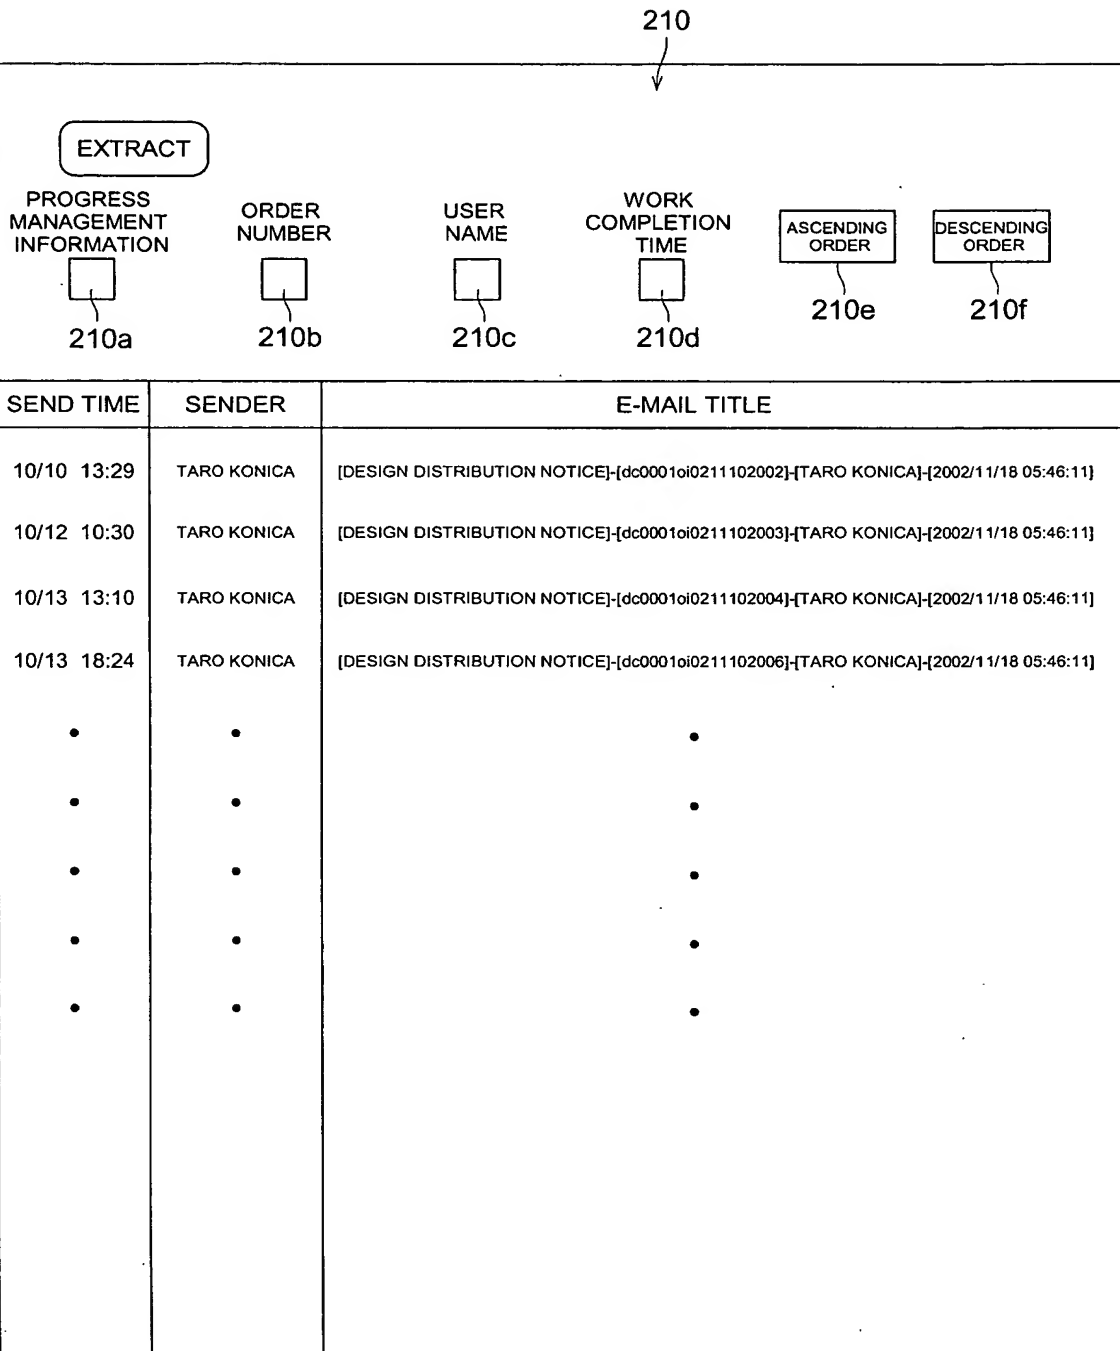 210
EXTRACT
PROGRESS
MANAGEMENT
INFORMATION
ORDER
NUMBER
USER
NAME
WORK
COMPLETION
TIME
ASCENDING
ORDER
DESCENDING
ORDER
210a
210b
210c
210d
210e
210f
SEND TIME SENDER E-MAIL TITLE
10/10 13:29 TARO KONICA [DESIGN DISTRIBUTION NOTICE]-[dc0001oi0211102002]-[TARO KONICA]-[2002/11/18 05:46:11]
10/12 10:30 TARO KONICA [DESIGN DISTRIBUTION NOTICE]-[dc0001oi0211102003]-[TARO KONICA]-[2002/11/18 05:46:11]
10/13 13:10 TARO KONICA [DESIGN DISTRIBUTION NOTICE]-[dc0001oi0211102004]-[TARO KONICA]-[2002/11/18 05:46:11]
10/13 18:24 TARO KONICA [DESIGN DISTRIBUTION NOTICE]-[dc0001oi0211102006]-[TARO KONICA]-[2002/11/18 05:46:11]